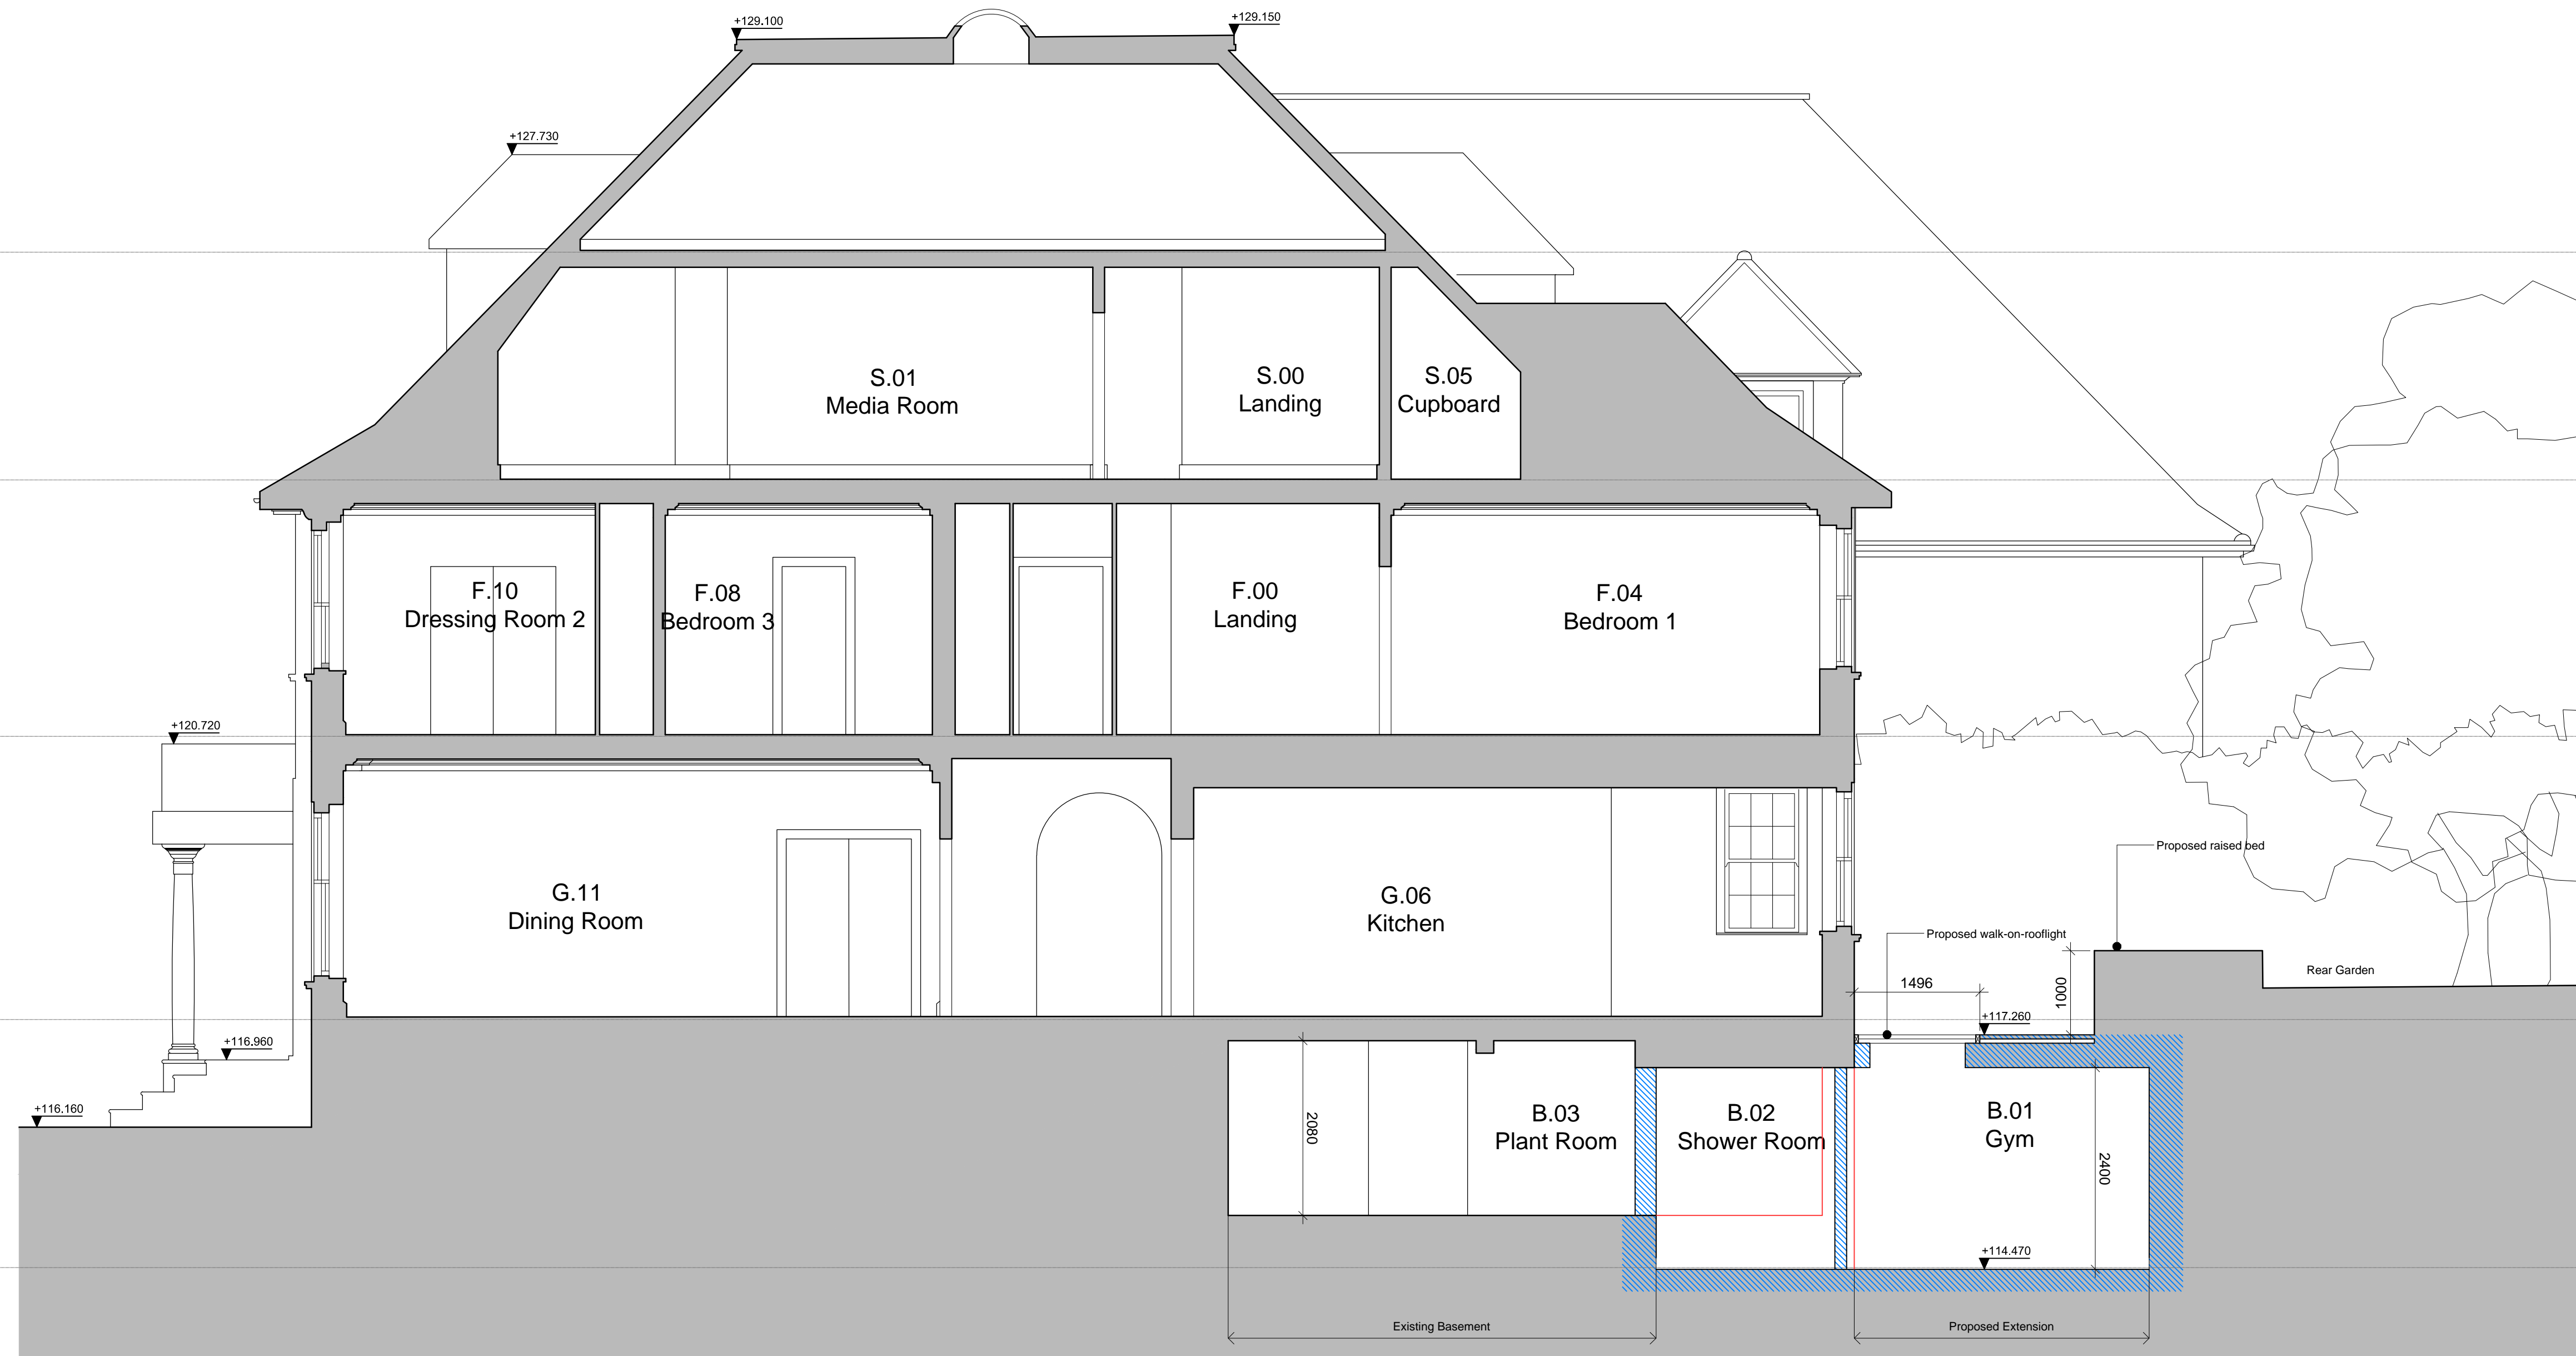 +129.100
+129.150
+127.730
S.01
Media Room
S.00
Landing
S.05
Cupboard
F.10
Dressing Room 2
F.08
Bedroom 3
F.00
Landing
F.04
Bedroom 1
+120.720
Proposed raised bed
G.11
Dining Room
G.06
Kitchen
Proposed walk-on-rooflight
Rear Garden
1496
1000
+117.260
+116.960
+116.160
2080
B.03
Plant Room
B.02
Shower Room
B.01
Gym
2400
+114.470
Existing Basement
Proposed Extension